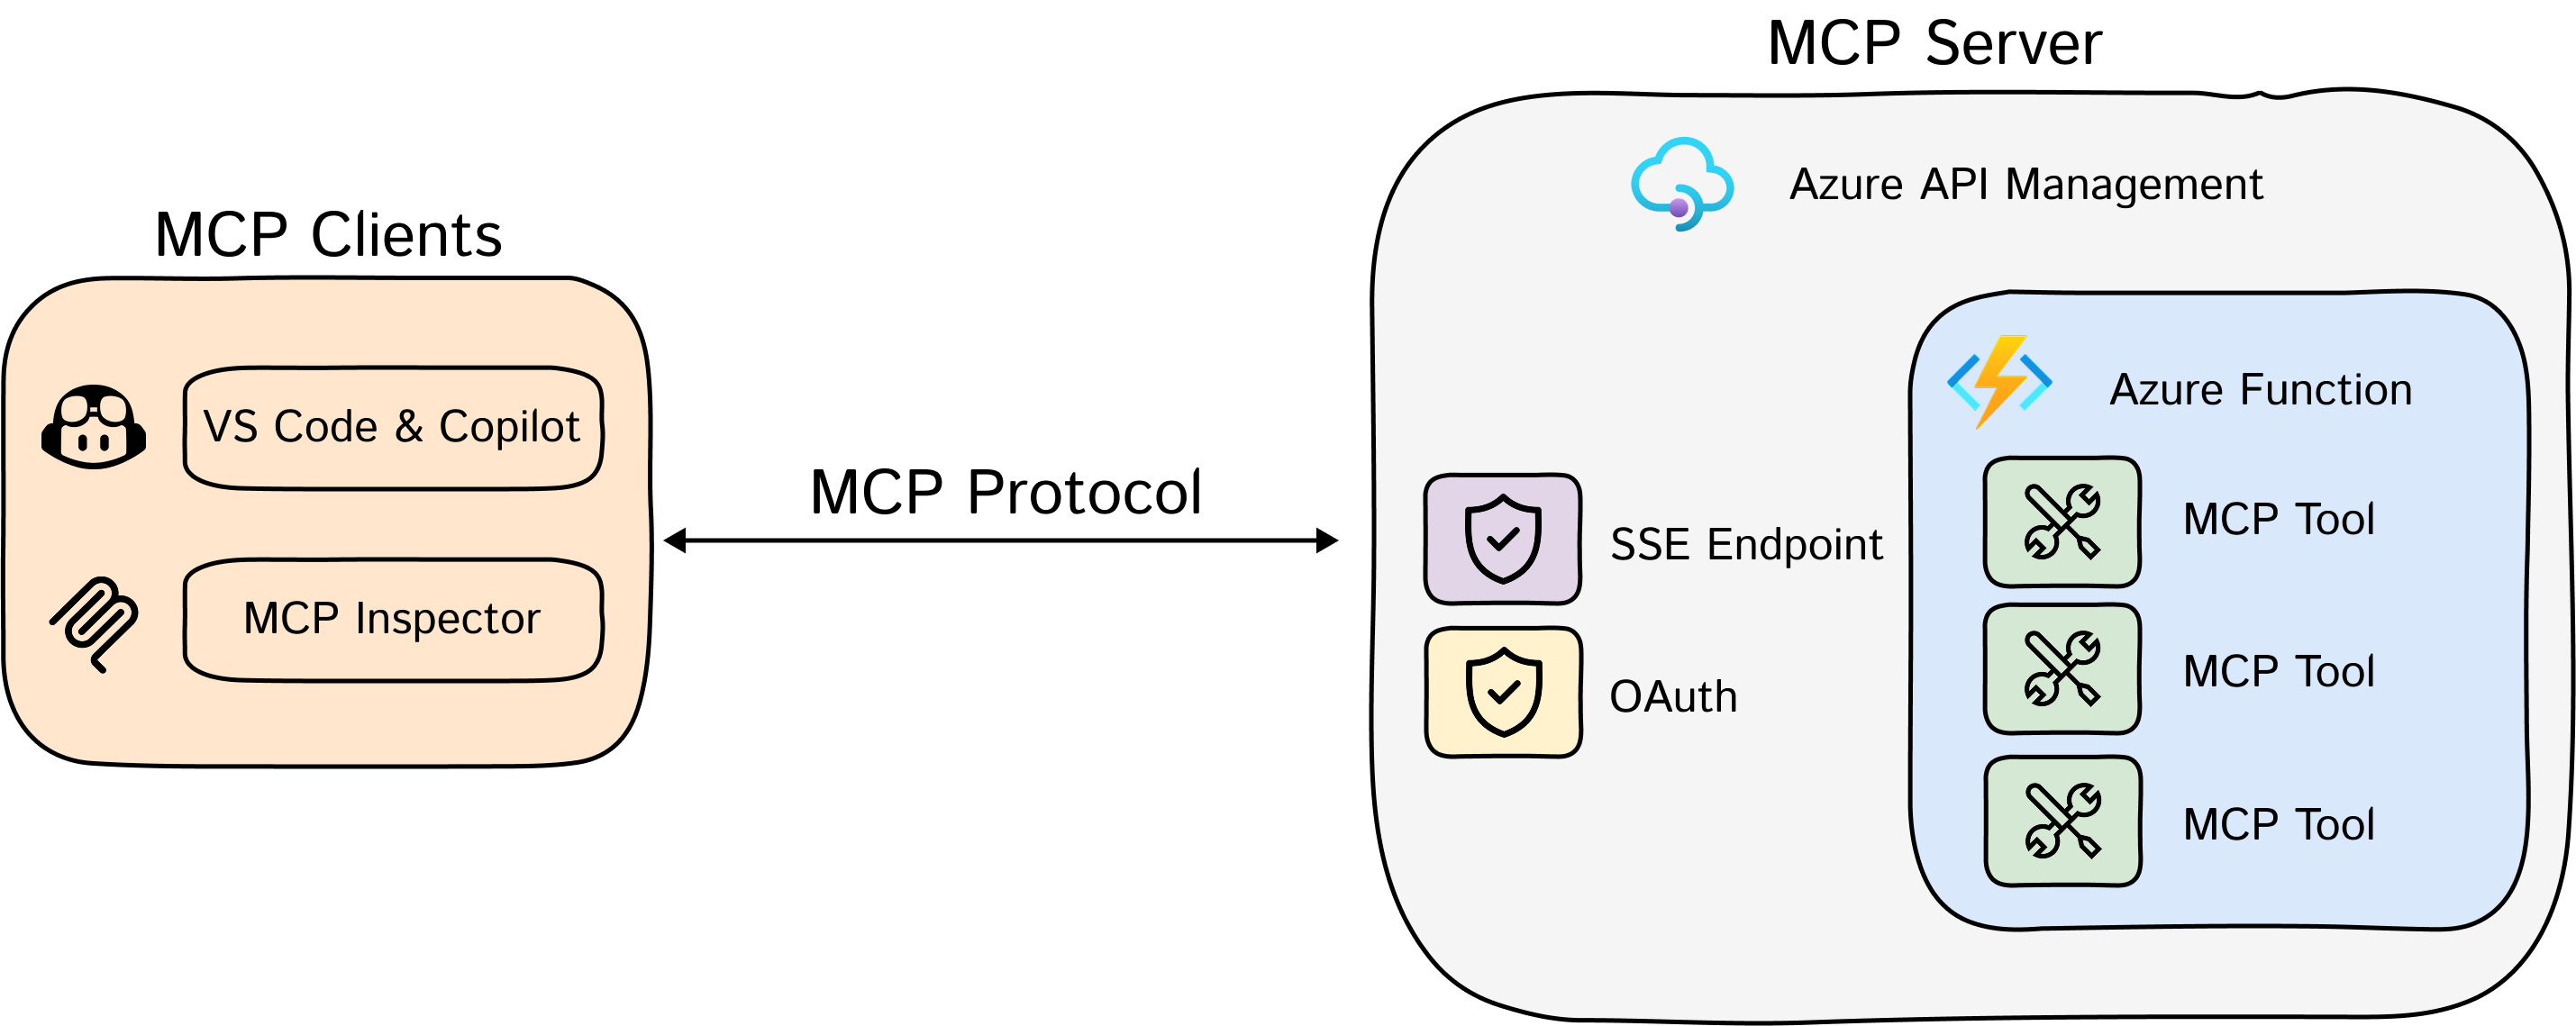 MCP Clients
VS Code & Copilot
MCP Inspector
MCP Protocol
MCP Server
Azure API Management
SSE Endpoint
OAuth
Azure Function
MCP Tool
MCP Tool
MCP Tool